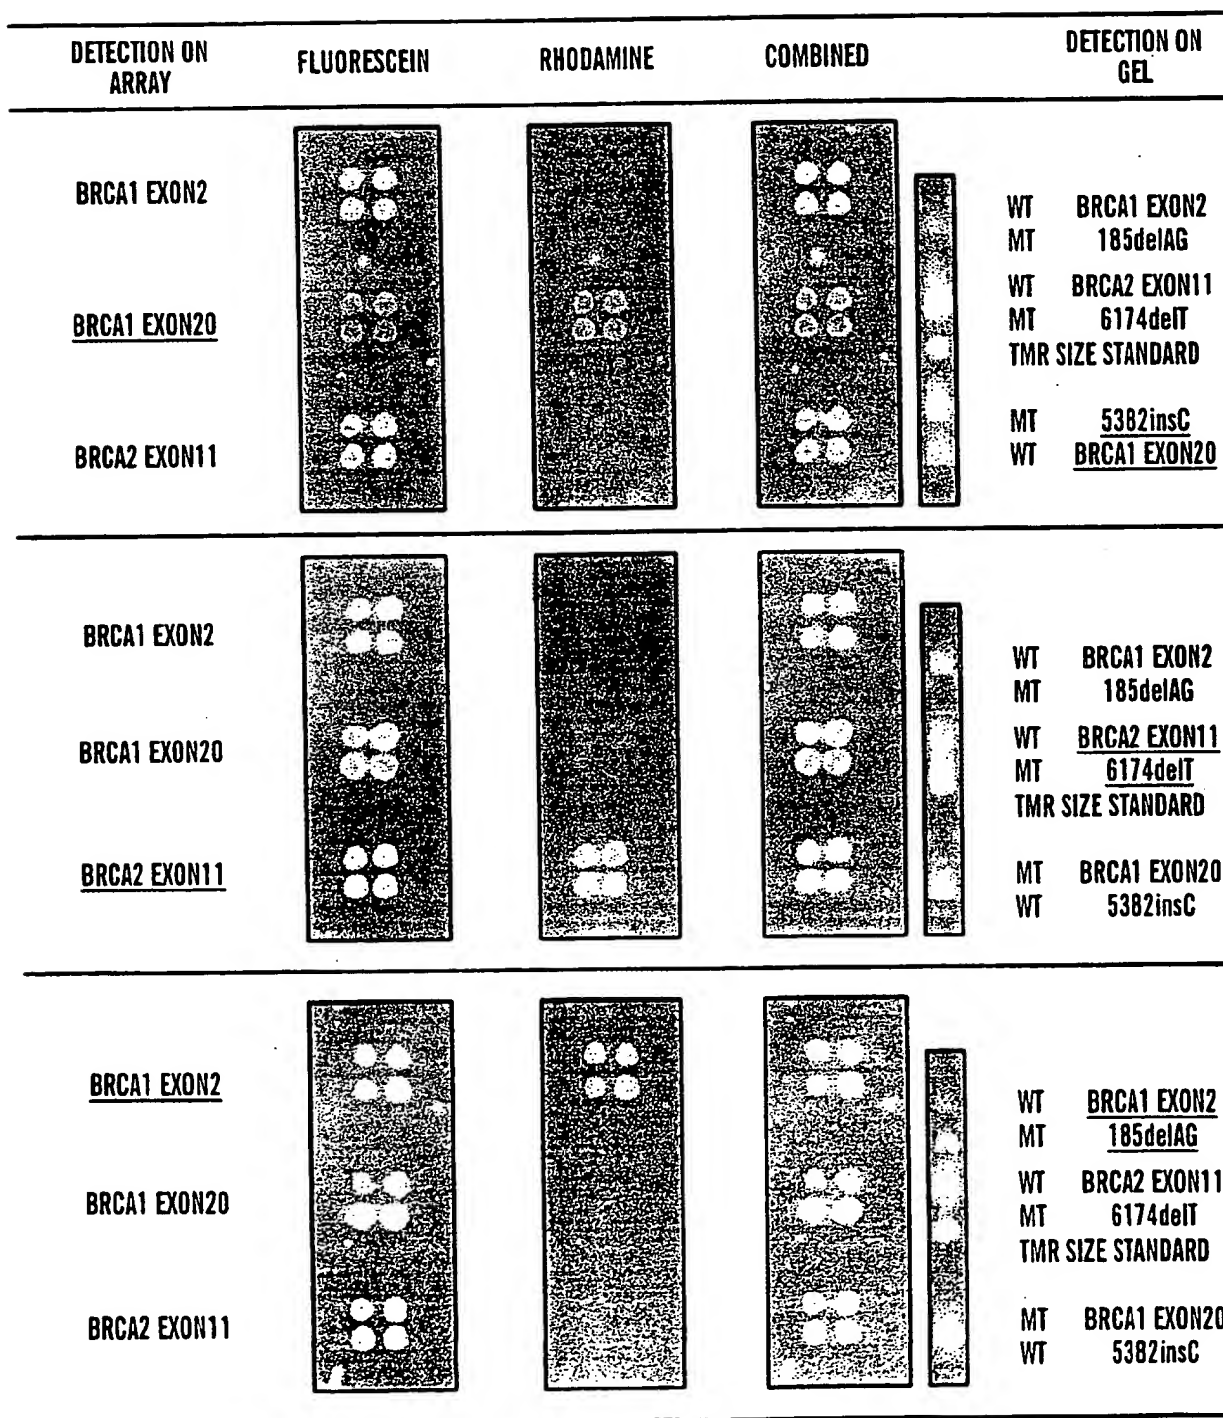 DETECTION ON ARRAY
FLUORESCEIN
RHODAMINE
COMBINED
DETECTION ON GEL
BRCA1 EXON2
BRCA1 EXON20
BRCA2 EXON11
WT BRCA1 EXON2
MT 185delAG
WT BRCA2 EXON11
MT 6174delT
TMR SIZE STANDARD
MT 5382insC
WT BRCA1 EXON20
BRCA1 EXON2
BRCA1 EXON20
BRCA2 EXON11
WT BRCA1 EXON2
MT 185delAG
WT BRCA2 EXON11
MT 6174delT
TMR SIZE STANDARD
MT BRCA1 EXON20
WT 5382insC
BRCA1 EXON2
BRCA1 EXON20
BRCA2 EXON11
WT BRCA1 EXON2
MT 185delAG
WT BRCA2 EXON11
MT 6174delT
TMR SIZE STANDARD
MT BRCA1 EXON20
WT 5382insC